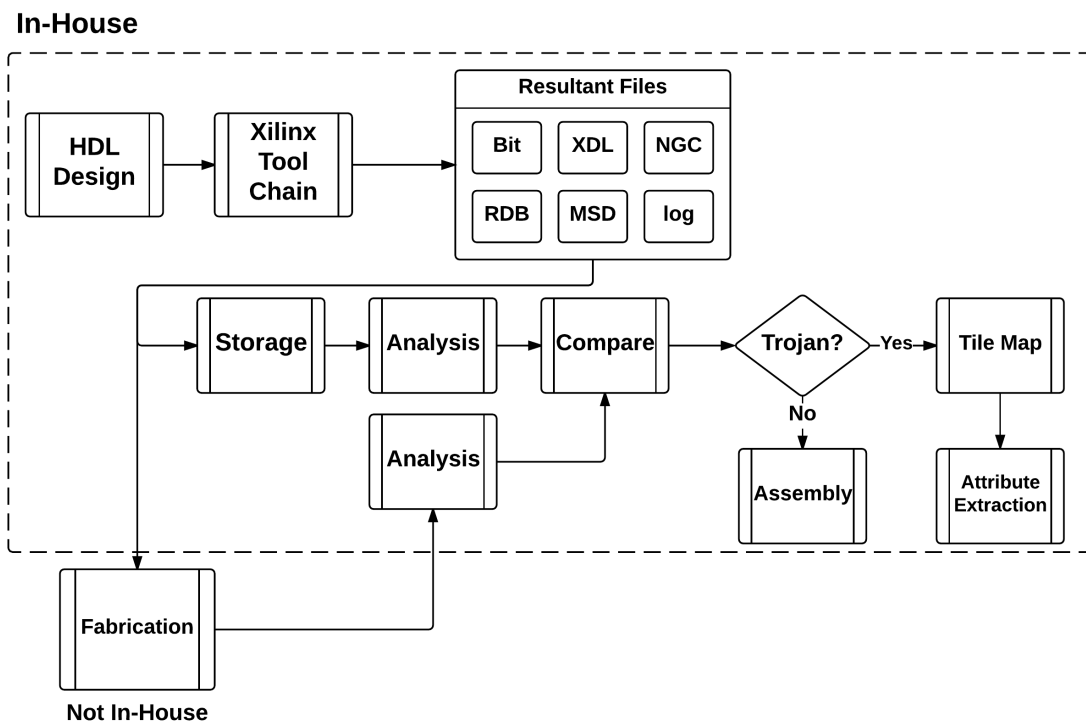 In-House
Resultant Files
HDL
Design
Xilinx
Tool
Chain
Bit
XDL
NGC
RDB
MSD
log
Storage
Analysis
Compare
Trojan?
Yes
Tile Map
No
Analysis
Assembly
Attribute
Extraction
Fabrication
Not In-House